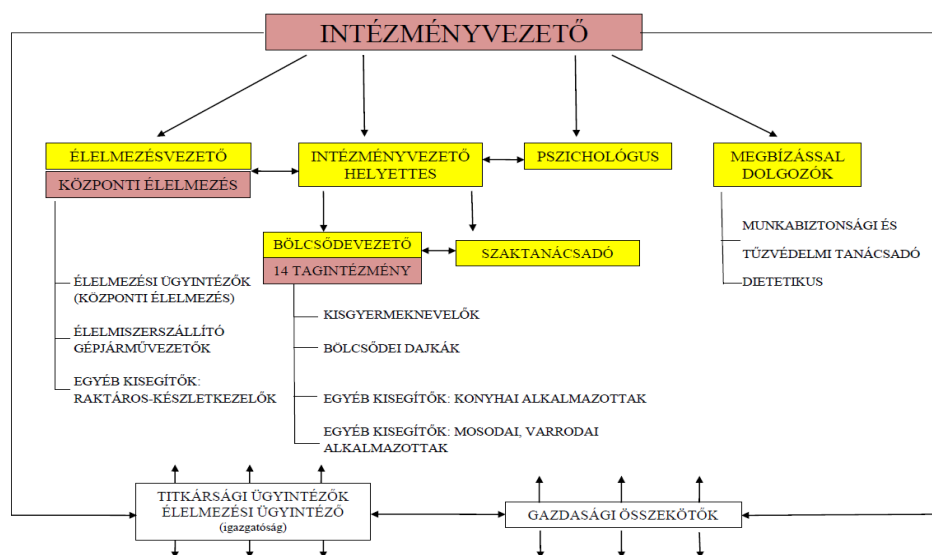 INTÉZMÉNYVEZETŐ
ÉLELMEZÉSVEZETŐ
KÖZPONTI ÉLELMEZÉS
INTÉZMÉNYVEZETŐ
HELYETTES
PSZICHOLÓGUS
MEGBÍZÁSSAL
DOLGOZÓK
BÖLCSŐDEVEZETŐ
14 TAGINTÉZMÉNY
SZAKTANÁCSADÓ
MUNKABIZTONSÁGI ÉS
TŰZVÉDELMI TANÁCSADÓ
DIETETIKUS
ÉLELMEZÉSI ÜGYINTÉZŐK
(KÖZPONTI ÉLELMEZÉS)
ÉLELMISZERSZÁLLÍTÓ
GÉPJÁRMŰVEZETŐK
EGYÉB KISEGÍTŐK:
RAKTÁROS-KÉSZLETKEZELŐK
KISGYERMEKNEVELŐK
BÖLCSŐDEI DAJKÁK
EGYÉB KISEGÍTŐK: KONYHAI ALKALMAZOTTAK
EGYÉB KISEGÍTŐK: MOSODAI, VARRODAI
ALKALMAZOTTAK
TITKÁRSÁGI ÜGYINTÉZŐK
ÉLELMEZÉSI ÜGYINTÉZŐ
(igazgatóság)
GAZDASÁGI ÖSSZEKÖTŐK